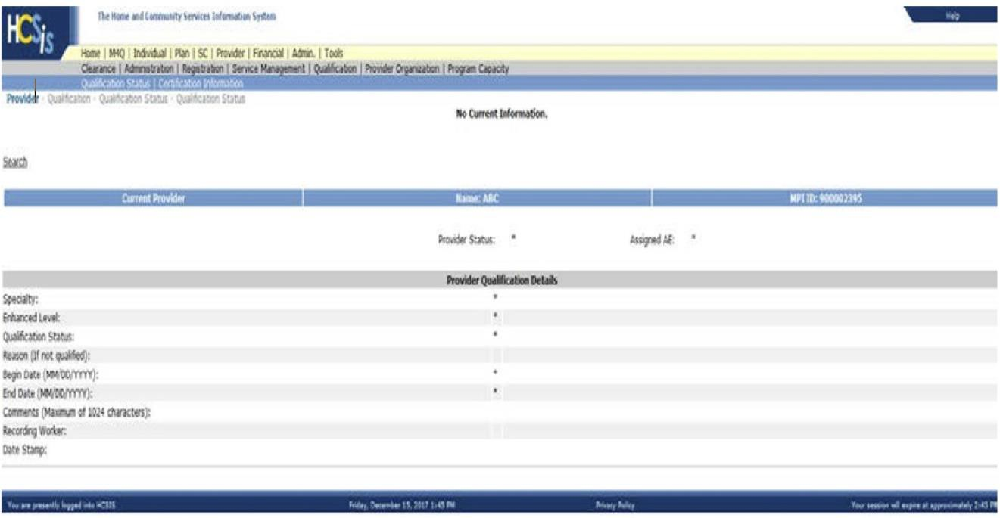 HCSis
The Home and Community Services Information System
Help
Home | M4Q | Individual | Plan | SC | Provider | Financial | Admin. | Tools
Clearance | Administration | Registration | Service Management | Qualification | Provider Organization | Program Capacity
Qualification Status | Certification Information
Provider - Qualification - Qualification Status - Qualification Status
No Current Information.
Search
Current Provider Name: ABC MPI ID: 900002395
Provider Status: * Assigned AE: *
Provider Qualification Details
Specialty: *
Enhanced Level: *
Qualification Status: *
Reason (If not qualified):
Begin Date (MM/DD/YYYY): *
End Date (MM/DD/YYYY): *
Comments (Maximum of 1024 characters):
Recording Worker:
Date Stamp:
You are presently logged into HCSIS Friday, December 15, 2017 1:45 PM Privacy Policy Your session will expire at approximately 2:45 PM